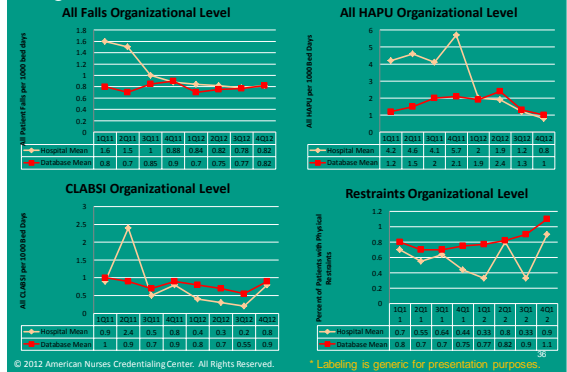 All Falls Organizational Level
All Patient Falls per 1000 bed days
1.8
1.6
1.4
1.2
1
0.8
0.6
0.4
0.2
0
1Q11 2Q11 3Q11 4Q11 1Q12 2Q12 3Q12 4Q12
Hospital Mean 1.6 1.5 1 0.88 0.84 0.82 0.78 0.82
Database Mean 0.8 0.7 0.85 0.9 0.7 0.75 0.77 0.82
All HAPU Organizational Level
All HAPU per 1000 Bed Days
6
5
4
3
2
1
0
1Q11 2Q11 3Q11 4Q11 1Q12 2Q12 3Q12 4Q12
Hospital Mean 4.2 4.6 4.1 5.7 2 1.9 1.2 0.8
Database Mean 1.2 1.5 2 2.1 1.9 2.4 1.3 1
CLABSI Organizational Level
All CLABSI per 1000 Bed Days
3
2.5
2
1.5
1
0.5
0
1Q11 2Q11 3Q11 4Q11 1Q12 2Q12 3Q12 4Q12
Hospital Mean 0.9 2.4 0.5 0.8 0.4 0.3 0.2 0.8
Database Mean 1 0.9 0.7 0.9 0.8 0.7 0.55 0.9
Restraints Organizational Level
Percent of Patients with Physical
Restraints
1.2
1
0.8
0.6
0.4
0.2
0
1Q1 2Q1 3Q1 4Q1 1Q1 2Q1 3Q1 4Q1
1 1 1 1 2 2 2 2
Hospital Mean 0.7 0.55 0.64 0.44 0.33 0.8 0.33 0.9
Database Mean 0.8 0.7 0.7 0.75 0.77 0.82 0.9 1.1
36
© 2012 American Nurses Credentialing Center. All Rights Reserved.
* Labeling is generic for presentation purposes.